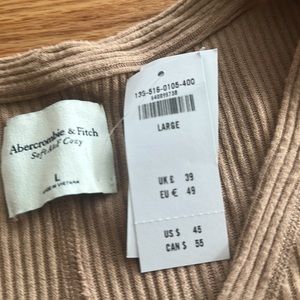 Abercrombie & Fitch
Soft A&F Cozy
L
MADE IN VIETNAM
139-516-0105-400
LARGE
UK £ 39
EU € 49
US $ 45
CAN $ 55